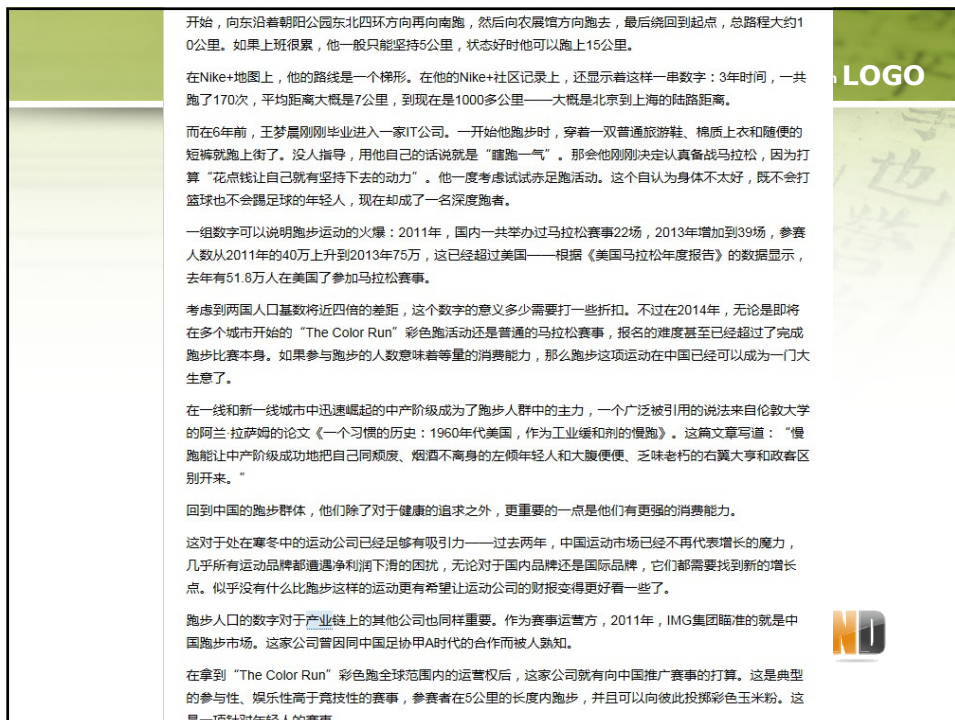 开始，向东沿着朝阳公园东北四环方向再向南跑，然后向农展馆方向跑去，最后绕回到起点，总路程大约1
0公里。如果上班很累，他一般只能坚持5公里，状态好时他可以跑上15公里。
在Nike+地图上，他的路线是一个梯形。在他的Nike+社区记录上，还显示着这样一串数字：3年时间，一共
跑了170次，平均距离大概是7公里，到现在是1000多公里——大概是北京到上海的陆路距离。
而在6年前，王梦晨刚刚毕业进入一家IT公司。一开始他跑步时，穿着一双普通旅游鞋、棉质上衣和随便的
短裤就跑上街了。没人指导，用他自己的话说就是“瞎跑一气”。那会他刚刚决定认真备战马拉松，因为打
算“花点钱让自己就有坚持下去的动力”。他一度考虑试试赤足跑活动。这个自认为身体不太好，既不会打
篮球也不会踢足球的年轻人，现在却成了一名深度跑者。
一组数字可以说明跑步运动的火爆：2011年，国内一共举办过马拉松赛事22场，2013年增加到39场，参赛
人数从2011年的40万上升到2013年75万，这已经超过美国——根据《美国马拉松年度报告》的数据显示，
去年有51.8万人在美国了参加马拉松赛事。
考虑到两国人口基数将近四倍的差距，这个数字的意义多少需要打一些折扣。不过在2014年，无论是即将
在多个城市开始的“The Color Run”彩色跑活动还是普通的马拉松赛事，报名的难度甚至已经超过了完成
跑步比赛本身。如果参与跑步的人数意味着等量的消费能力，那么跑步这项运动在中国已经可以成为一门大
生意了。
在一线和新一线城市中迅速崛起的中产阶级成为了跑步人群中的主力，一个广泛被引用的说法来自伦敦大学
的阿兰·拉萨姆的论文《一个习惯的历史：1960年代美国，作为工业缓和剂的慢跑》。这篇文章写道：“慢
跑能让中产阶级成功地把自己同颓废、烟酒不离身的左倾年轻人和大腹便便、乏味老朽的右翼大亨和政客区
别开来。”
回到中国的跑步群体，他们除了对于健康的追求之外，更重要的一点是他们有更强的消费能力。
这对于处在寒冬中的运动公司已经足够有吸引力——过去两年，中国运动市场已经不再代表增长的魔力，
几乎所有运动品牌都遭遇净利润下滑的困扰，无论对于国内品牌还是国际品牌，它们都需要找到新的增长
点。似乎没有什么比跑步这样的运动更有希望让运动公司的财报变得更好看一些了。
跑步人口的数字对于产业链上的其他公司也同样重要。作为赛事运营方，2011年，IMG集团瞄准的就是中
国跑步市场。这家公司曾因同中国足协甲A时代的合作而被人熟知。
在拿到“The Color Run”彩色跑全球范围内的运营权后，这家公司就有向中国推广赛事的打算。这是典型
的参与性、娱乐性高于竞技性的赛事，参赛者在5公里的长度内跑步，并且可以向彼此投掷彩色玉米粉。这
是一项针对年轻人的赛事
LOGO
也
ND